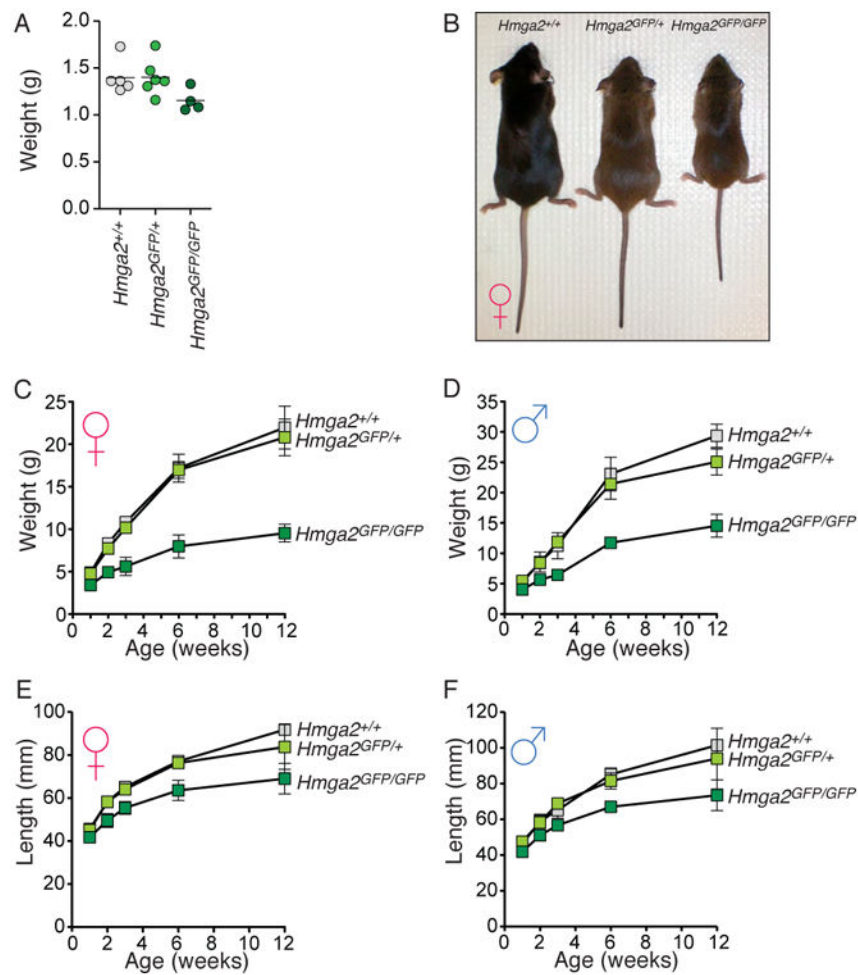 A
Weight (g)
2.0
1.5
1.0
0.5
0.0
Hmga2+/+
Hmga2GFP/+
Hmga2GFP/GFP
B
Hmga2+/+ Hmga2GFP/+ Hmga2GFP/GFP
♀
C
♀
Weight (g)
25
20
15
10
5
0
Hmga2+/+
Hmga2GFP/+
Hmga2GFP/GFP
0 2 4 6 8 10 12
Age (weeks)
D
♂
Weight (g)
35
30
25
20
15
10
5
0
Hmga2+/+
Hmga2GFP/+
Hmga2GFP/GFP
0 2 4 6 8 10 12
Age (weeks)
E
♀
Length (mm)
100
80
60
40
20
0
Hmga2+/+
Hmga2GFP/+
Hmga2GFP/GFP
0 2 4 6 8 10 12
Age (weeks)
F
♂
Length (mm)
120
100
80
60
40
20
0
Hmga2+/+
Hmga2GFP/+
Hmga2GFP/GFP
0 2 4 6 8 10 12
Age (weeks)